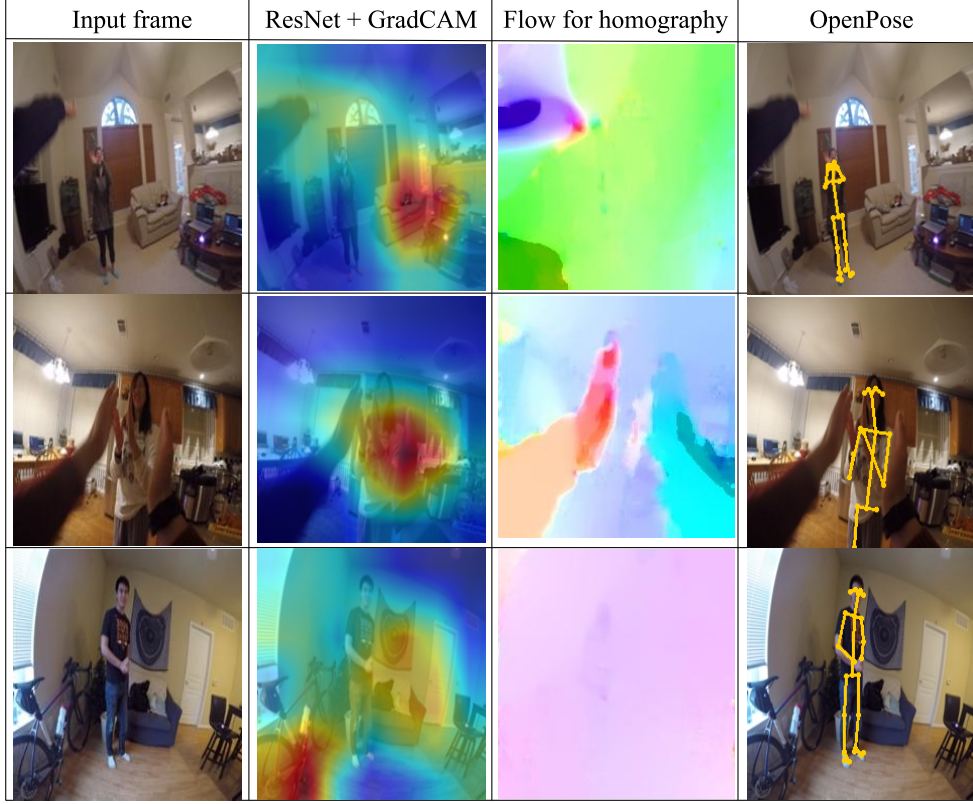 Input frame
ResNet + GradCAM
Flow for homography
OpenPose